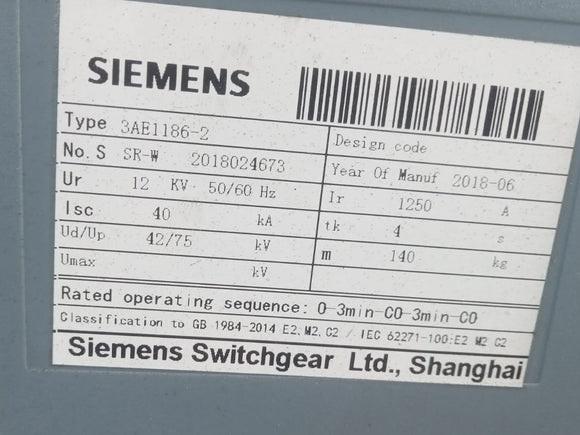 SIEMENS
Type 3AE1186-2 Design code
No.S SR-W 2018024673 Year Of Manuf 2018-06
Ur 12 KV 50/60 Hz Ir 1250 A
Isc 40 kA tk 4 s
Ud/Up 42/75 kV m 140 kg
Umax kV
Rated operating sequence: O-3min-CO-3min-CO
Classification to GB 1984-2014 E2,M2,C2 / IEC 62271-100:E2 M2 C2
Siemens Switchgear Ltd., Shanghai